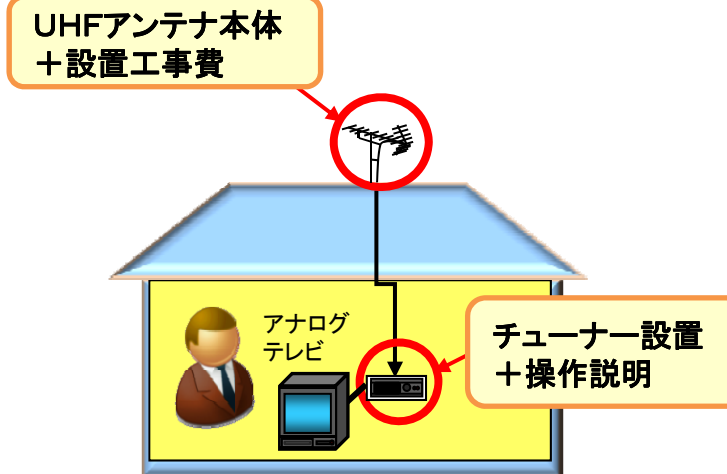 UHFアンテナ本体
＋設置工事費
アナログ
テレビ
チューナー設置
＋操作説明